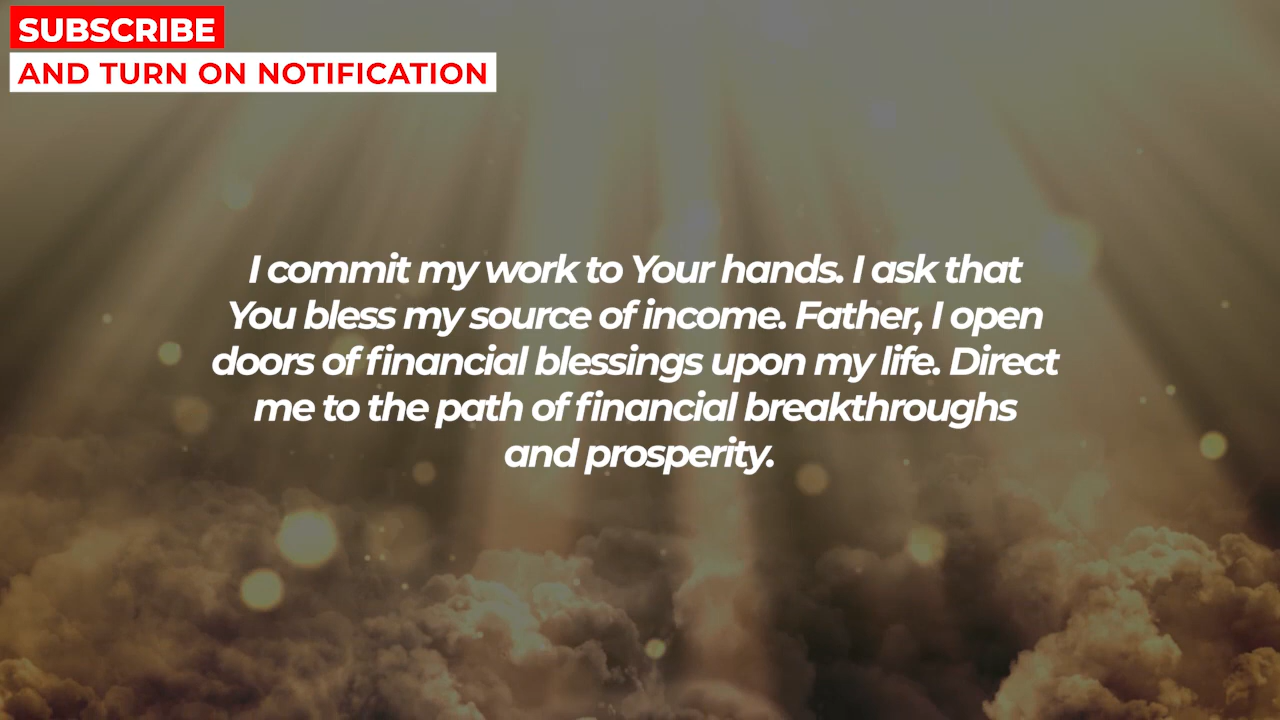 SUBSCRIBE
AND TURN ON NOTIFICATION
I commit my work to Your hands. I ask that
You bless my source of income. Father, I open
doors of financial blessings upon my life. Direct
me to the path of financial breakthroughs
and prosperity.